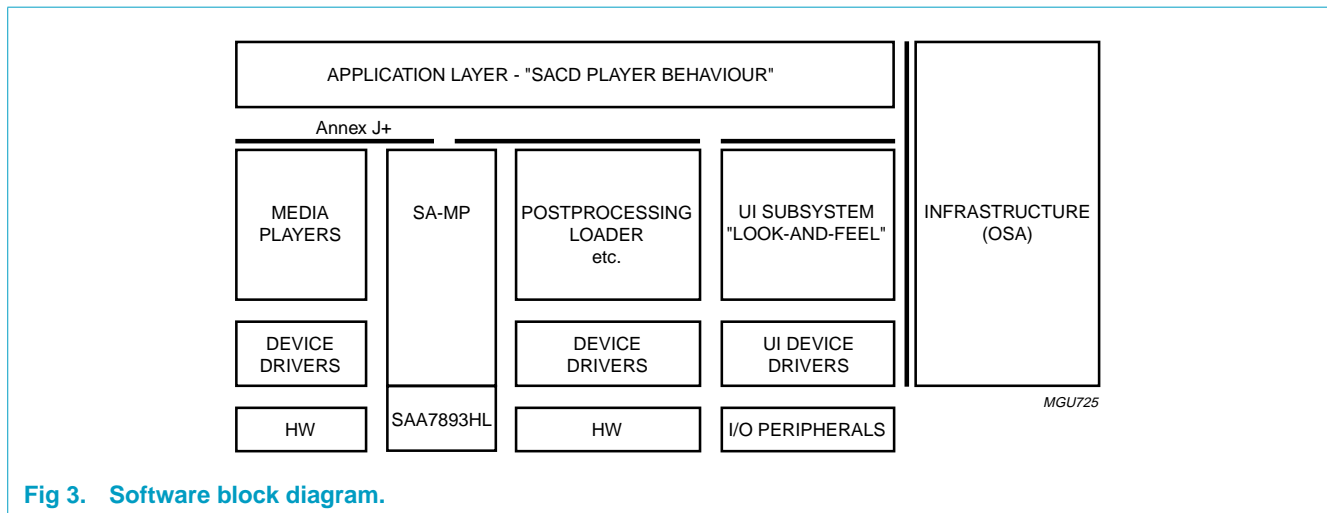 APPLICATION LAYER - "SACD PLAYER BEHAVIOUR"
Annex J+
MEDIA
PLAYERS
SA-MP
POSTPROCESSING
LOADER
etc.
UI SUBSYSTEM
"LOOK-AND-FEEL"
INFRASTRUCTURE
(OSA)
DEVICE
DRIVERS
DEVICE
DRIVERS
UI DEVICE
DRIVERS
HW
SAA7893HL
HW
I/O PERIPHERALS
MGU725
Fig 3. Software block diagram.